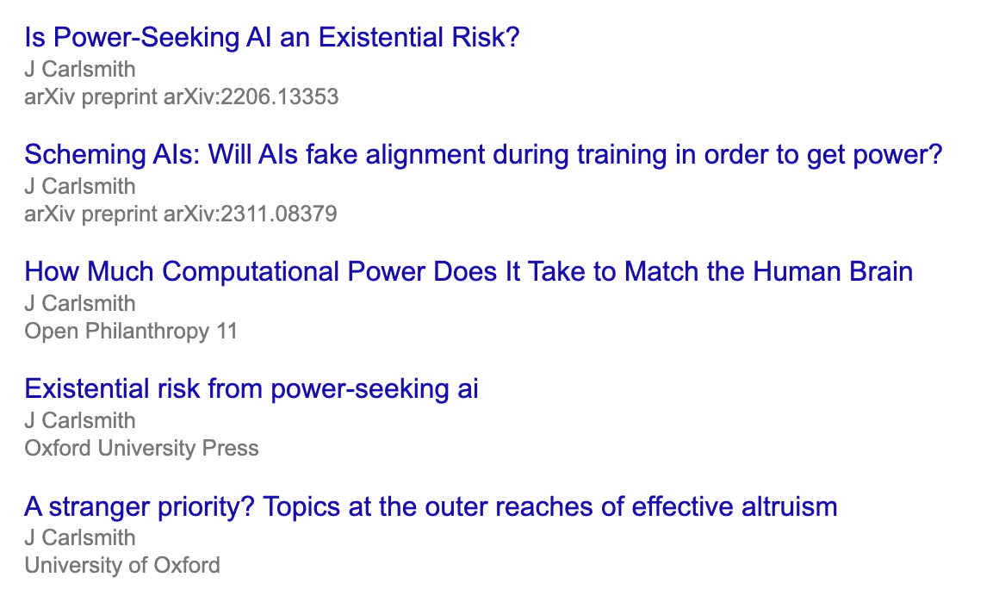 Is Power-Seeking AI an Existential Risk?
J Carlsmith
arXiv preprint arXiv:2206.13353
Scheming AIs: Will AIs fake alignment during training in order to get power?
J Carlsmith
arXiv preprint arXiv:2311.08379
How Much Computational Power Does It Take to Match the Human Brain
J Carlsmith
Open Philanthropy 11
Existential risk from power-seeking ai
J Carlsmith
Oxford University Press
A stranger priority? Topics at the outer reaches of effective altruism
J Carlsmith
University of Oxford